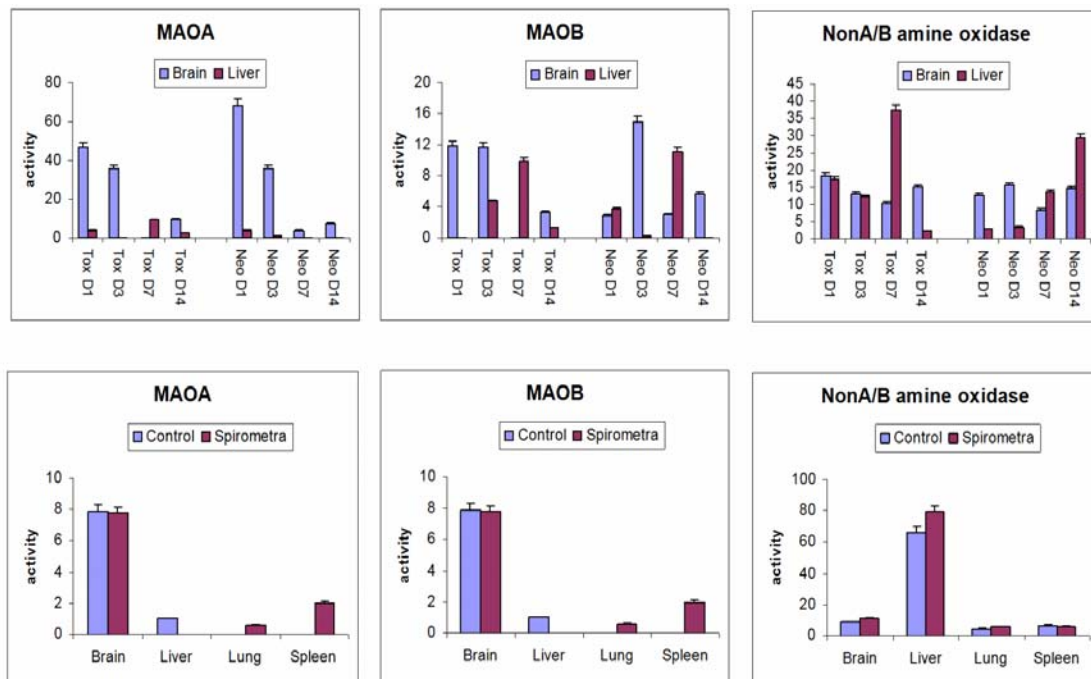 MAOA
Brain Liver
activity
80
60
40
20
0
Tox D1
Tox D3
Tox D7
Tox D14
Neo D1
Neo D3
Neo D7
Neo D14
MAOB
Brain Liver
activity
20
16
12
8
4
0
Tox D1
Tox D3
Tox D7
Tox D14
Neo D1
Neo D3
Neo D7
Neo D14
NonA/B amine oxidase
Brain Liver
activity
45
40
35
30
25
20
15
10
5
0
Tox D1
Tox D3
Tox D7
Tox D14
Neo D1
Neo D3
Neo D7
Neo D14
MAOA
Control Spirometra
activity
10
8
6
4
2
0
Brain Liver Lung Spleen
MAOB
Control Spirometra
activity
10
8
6
4
2
0
Brain Liver Lung Spleen
NonA/B amine oxidase
Control Spirometra
activity
100
80
60
40
20
0
Brain Liver Lung Spleen